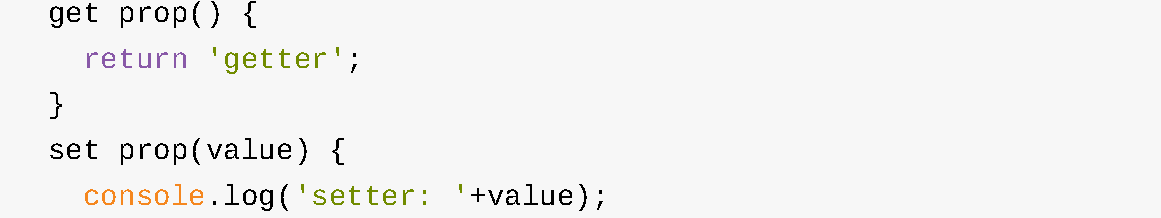 get prop() {
return 'getter';
}
set prop(value) {
console.log('setter: '+value);